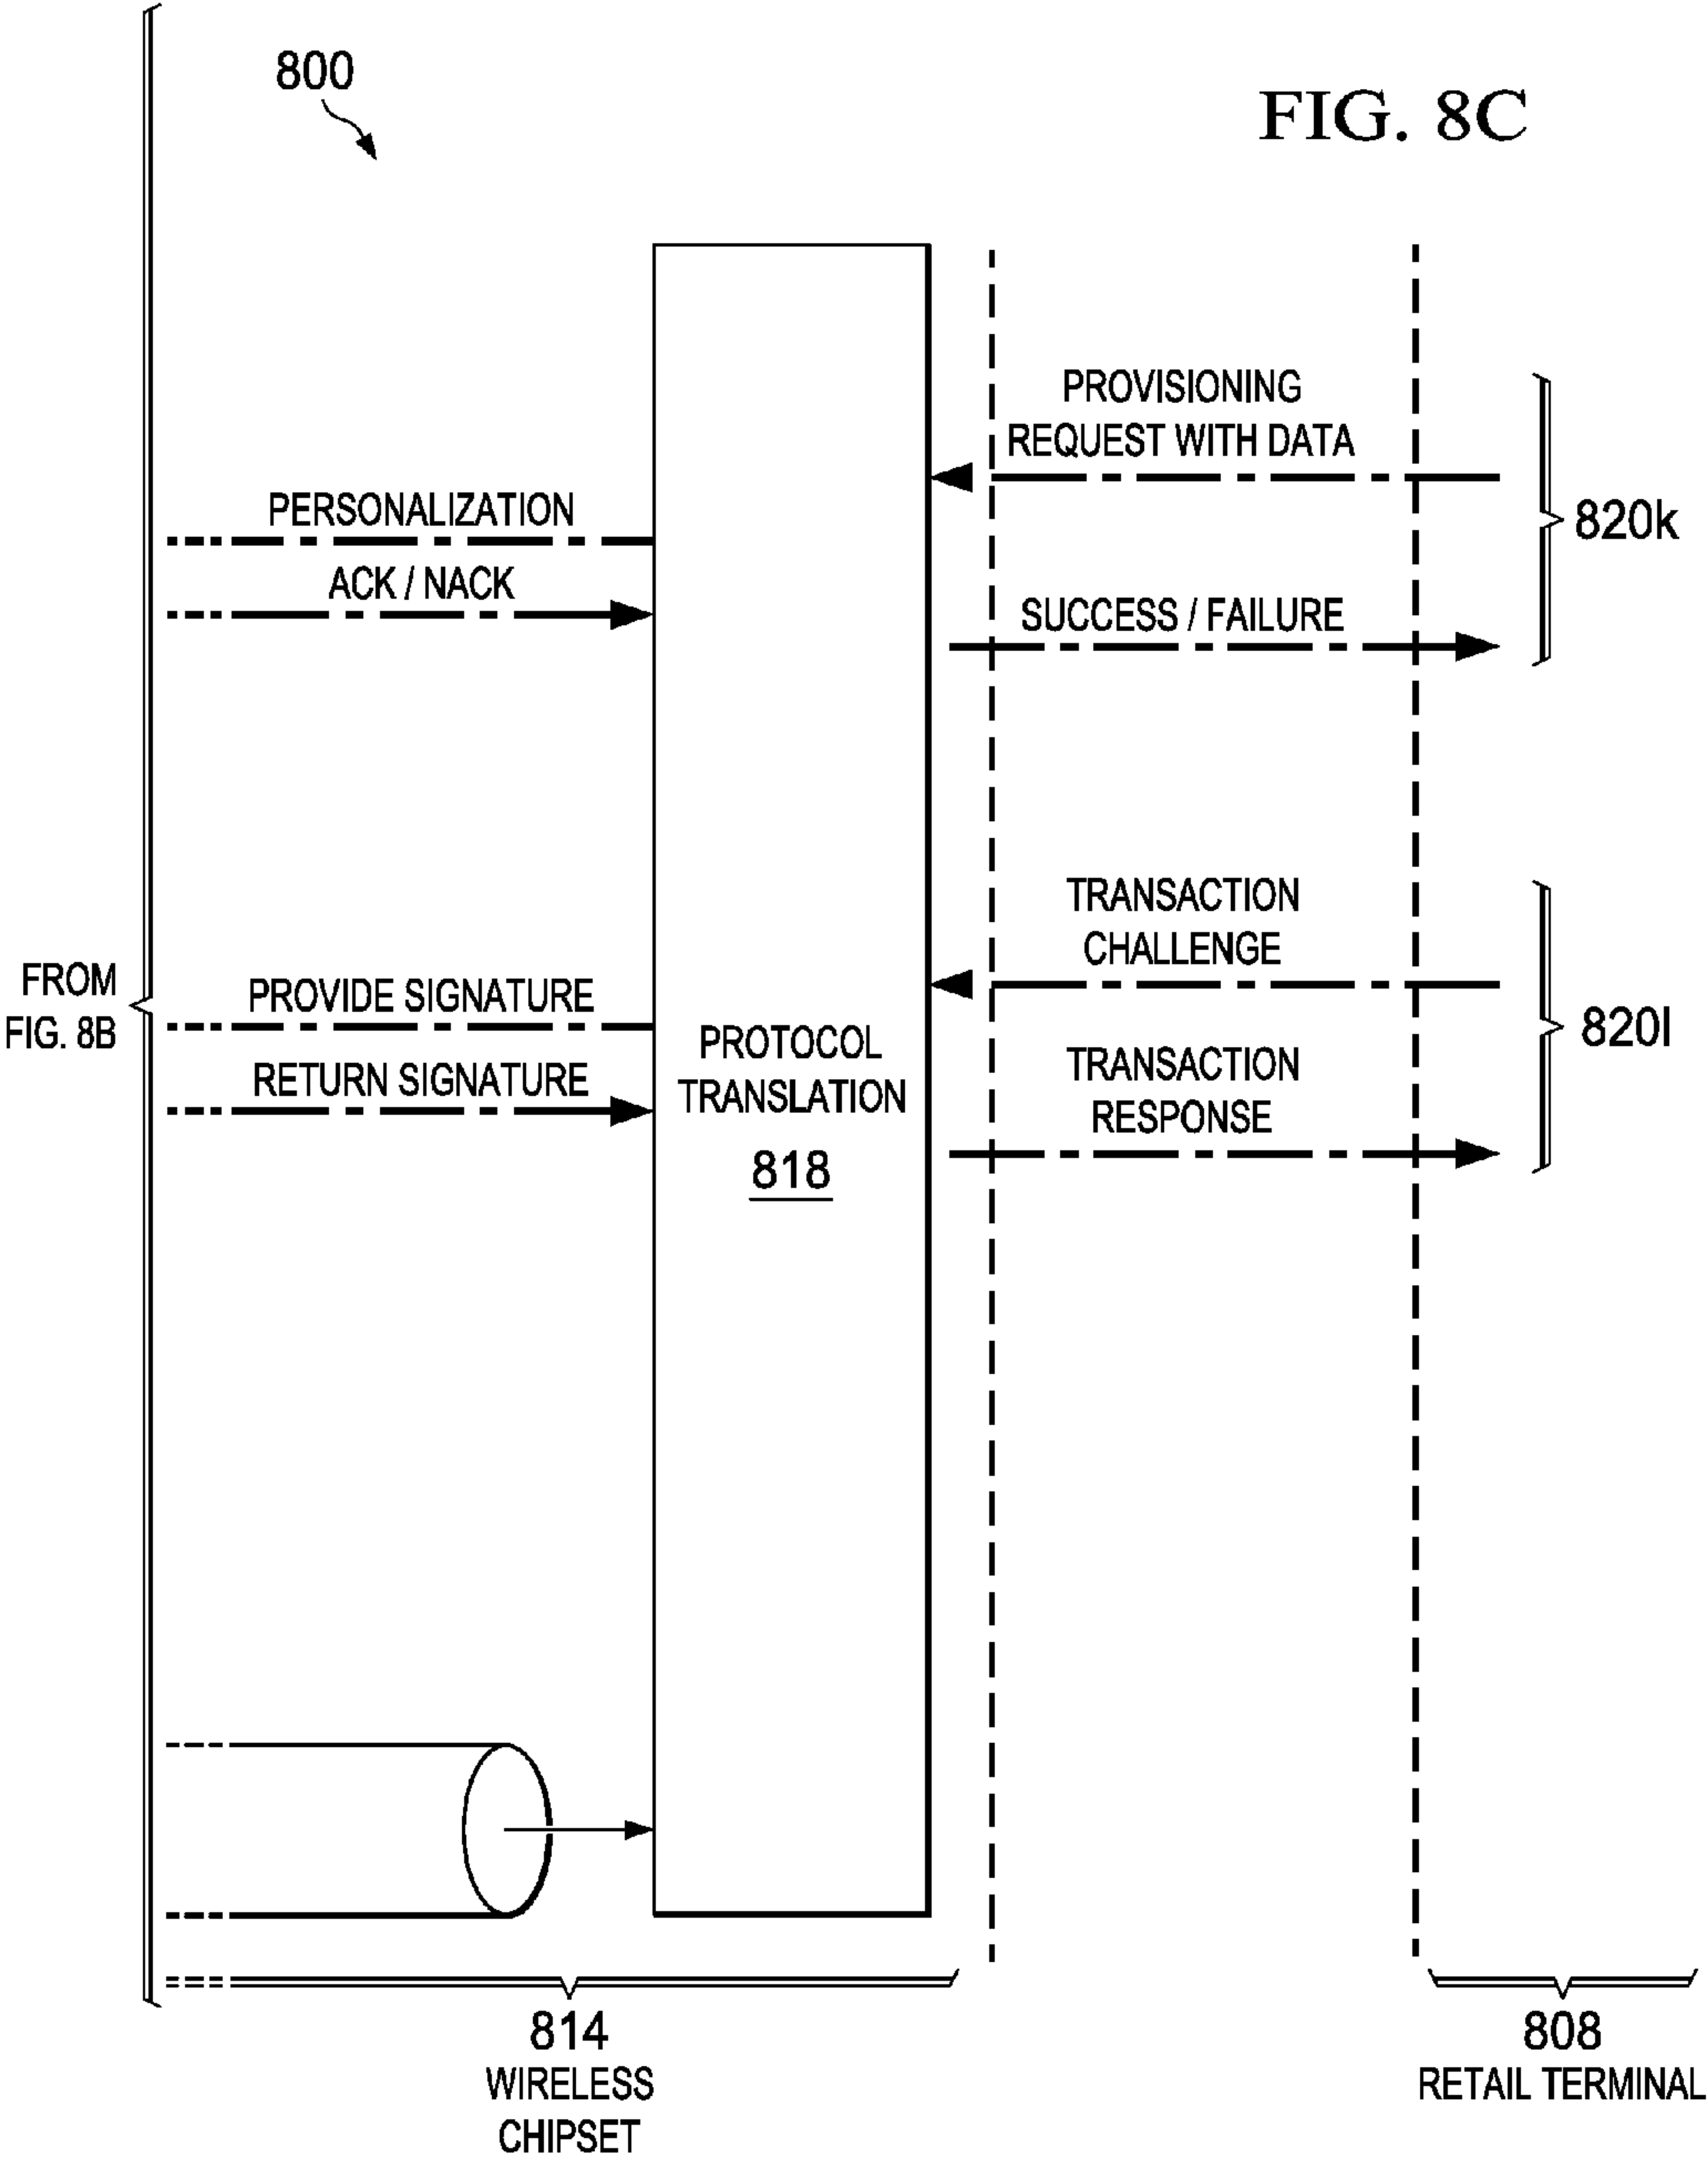 800
FIG. 8C
PROVISIONING
REQUEST WITH DATA
PERSONALIZATION
ACK / NACK
SUCCESS / FAILURE
820k
TRANSACTION
CHALLENGE
FROM
FIG. 8B
PROVIDE SIGNATURE
RETURN SIGNATURE
PROTOCOL
TRANSLATION
818
TRANSACTION
RESPONSE
820l
814
WIRELESS
CHIPSET
808
RETAIL TERMINAL